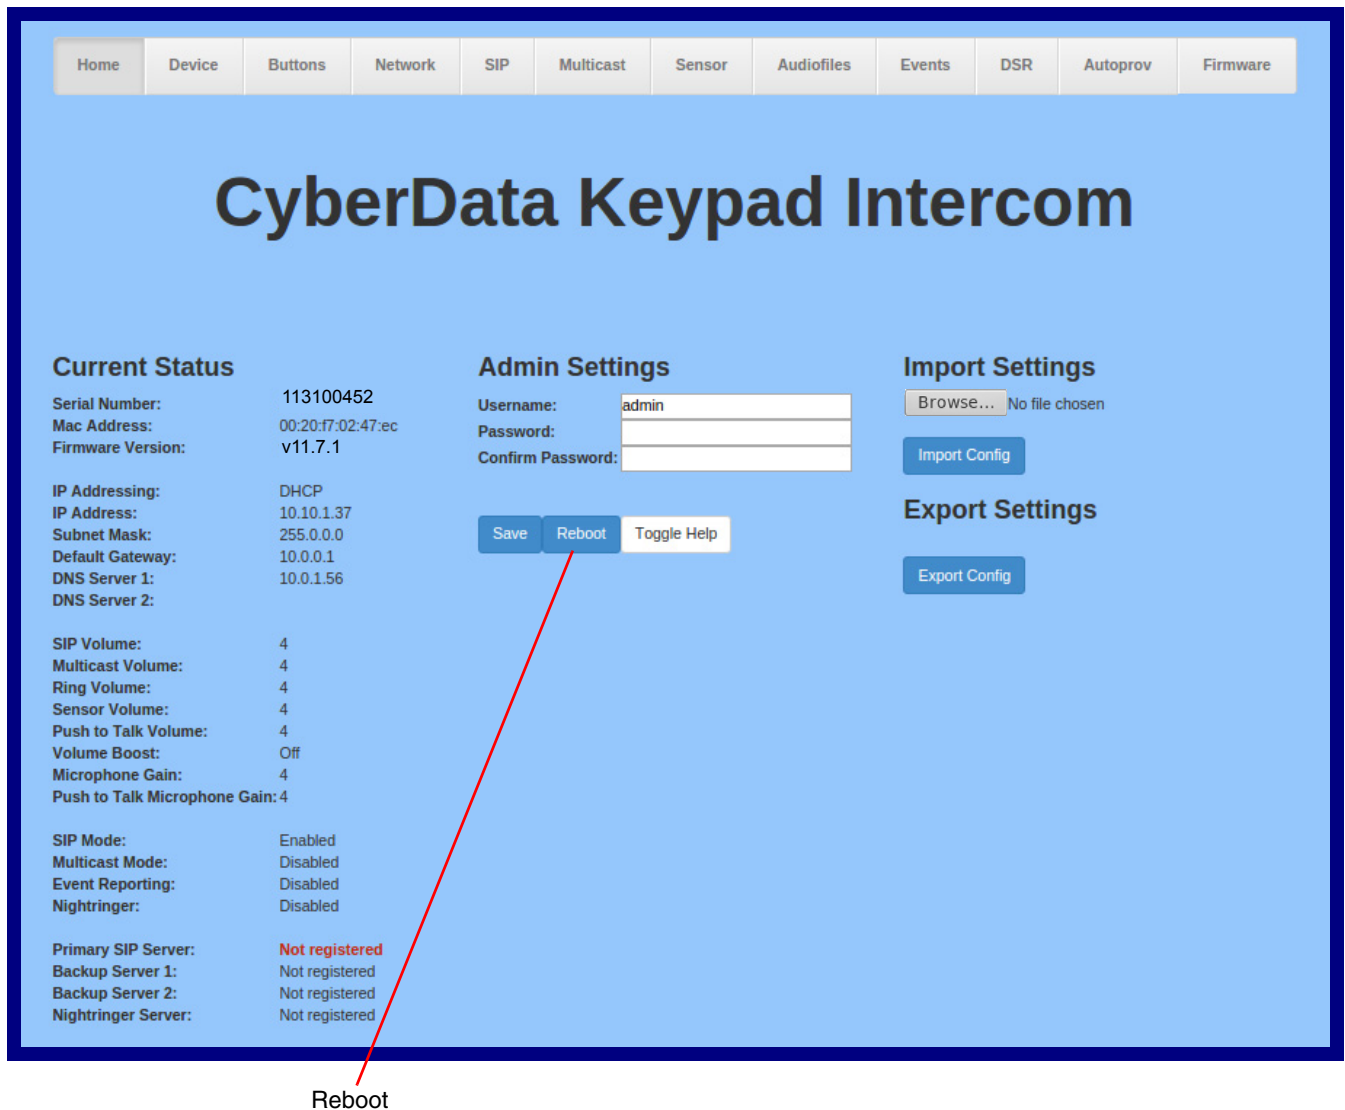 Home Device Buttons Network SIP Multicast Sensor Audiofiles Events DSR Autoprov Firmware
CyberData Keypad Intercom
Current Status
Serial Number: 113100452
Mac Address: 00:20:f7:02:47:ec
Firmware Version: v11.7.1
IP Addressing: DHCP
IP Address: 10.10.1.37
Subnet Mask: 255.0.0.0
Default Gateway: 10.0.0.1
DNS Server 1: 10.0.1.56
DNS Server 2:
SIP Volume: 4
Multicast Volume: 4
Ring Volume: 4
Sensor Volume: 4
Push to Talk Volume: 4
Volume Boost: Off
Microphone Gain: 4
Push to Talk Microphone Gain: 4
SIP Mode: Enabled
Multicast Mode: Disabled
Event Reporting: Disabled
Nightringer: Disabled
Primary SIP Server: Not registered
Backup Server 1: Not registered
Backup Server 2: Not registered
Nightringer Server: Not registered
Admin Settings
Username: admin
Password:
Confirm Password:
Save Reboot Toggle Help
Import Settings
Browse... No file chosen
Import Config
Export Settings
Export Config
Reboot